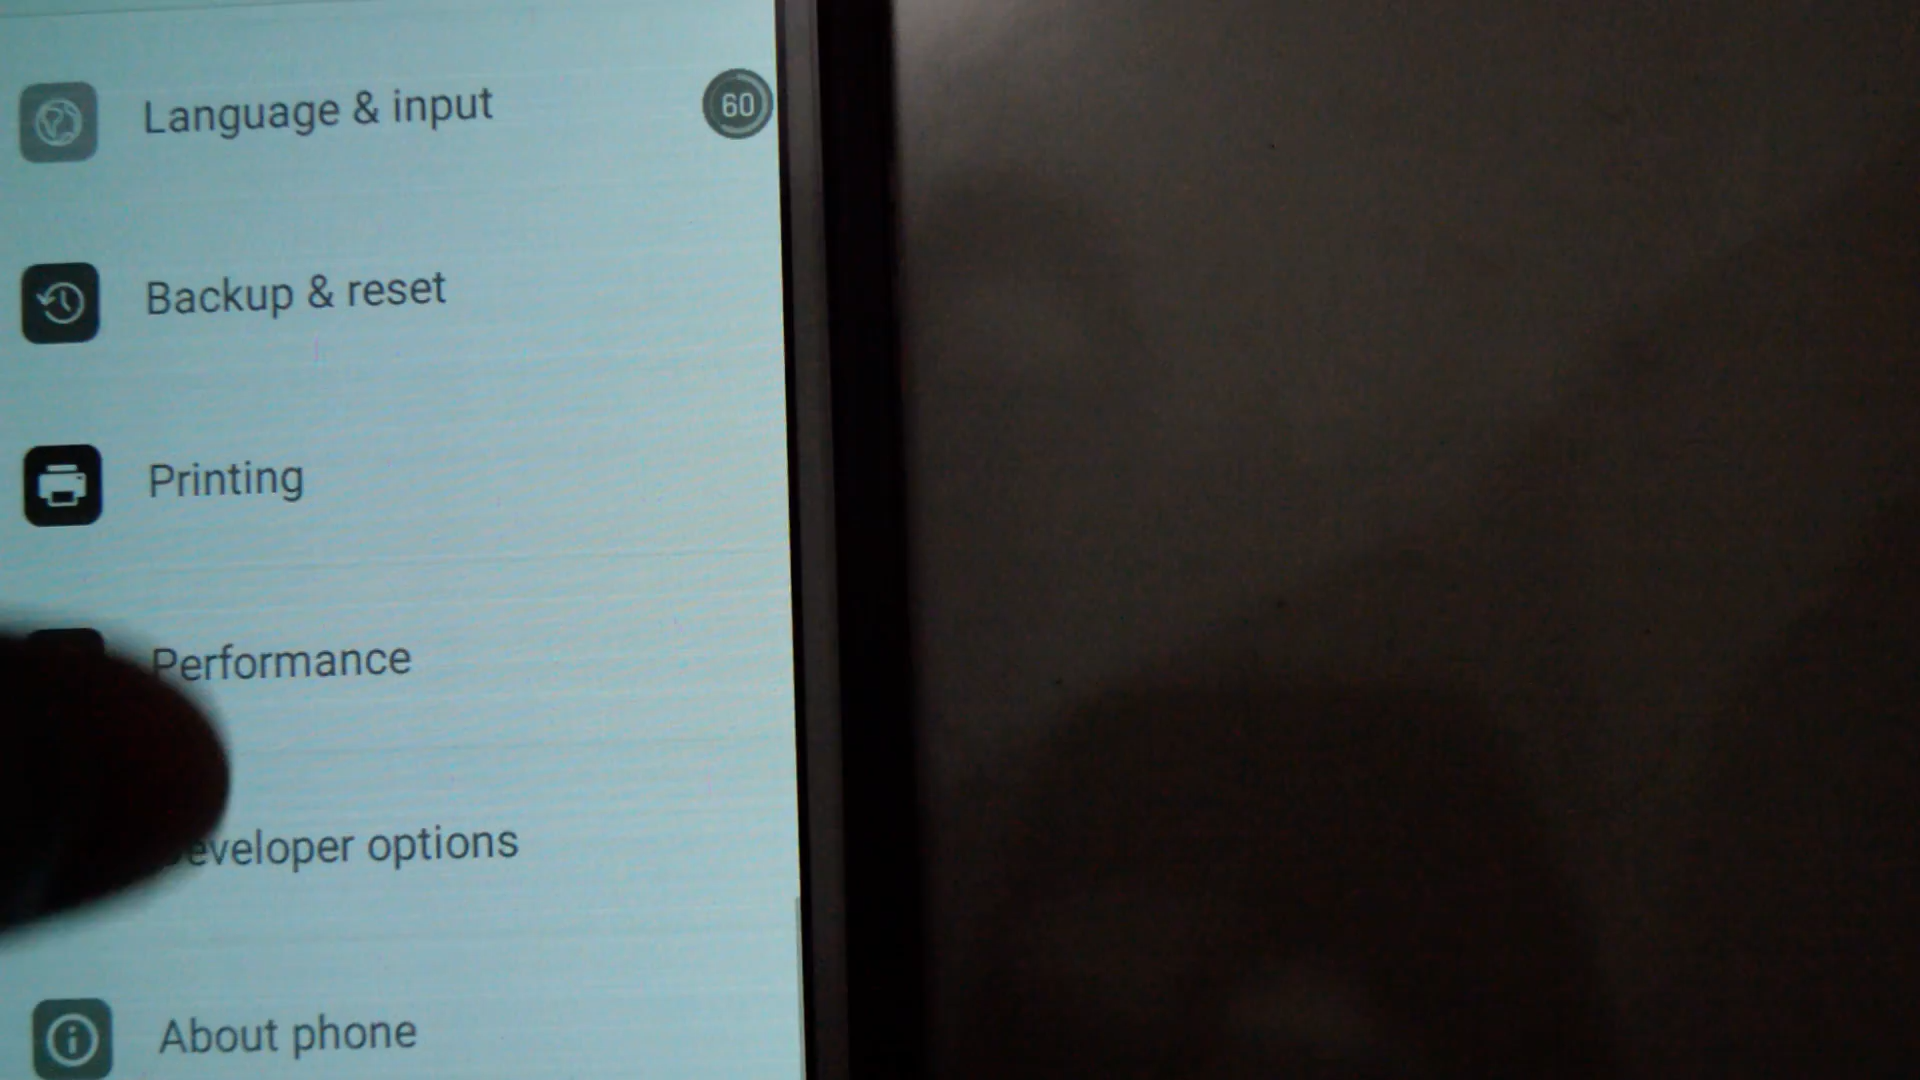 Language & input
60
Backup & reset
Printing
Performance
Developer options
About phone